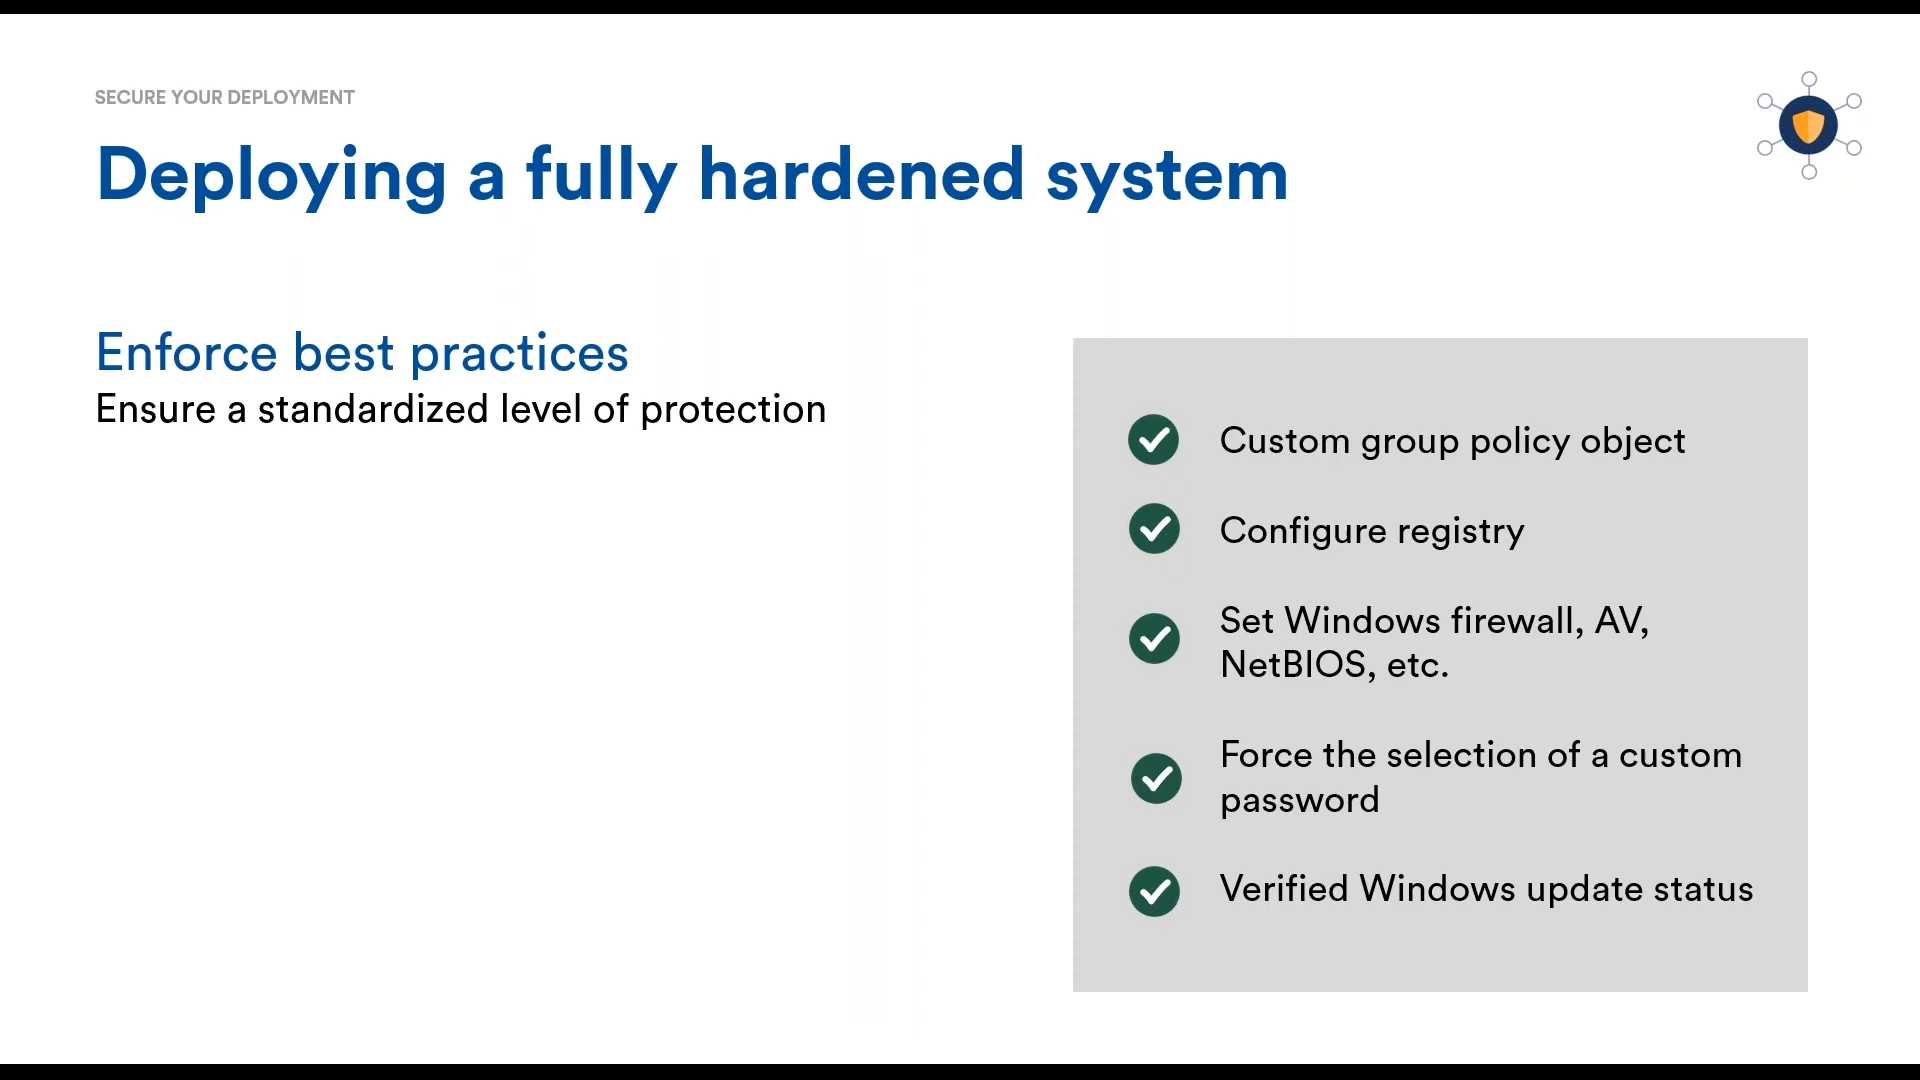 SECURE YOUR DEPLOYMENT
Deploying a fully hardened system
Enforce best practices
Ensure a standardized level of protection
Custom group policy object
Configure registry
Set Windows firewall, AV,
NetBIOS, etc.
Force the selection of a custom
password
Verified Windows update status